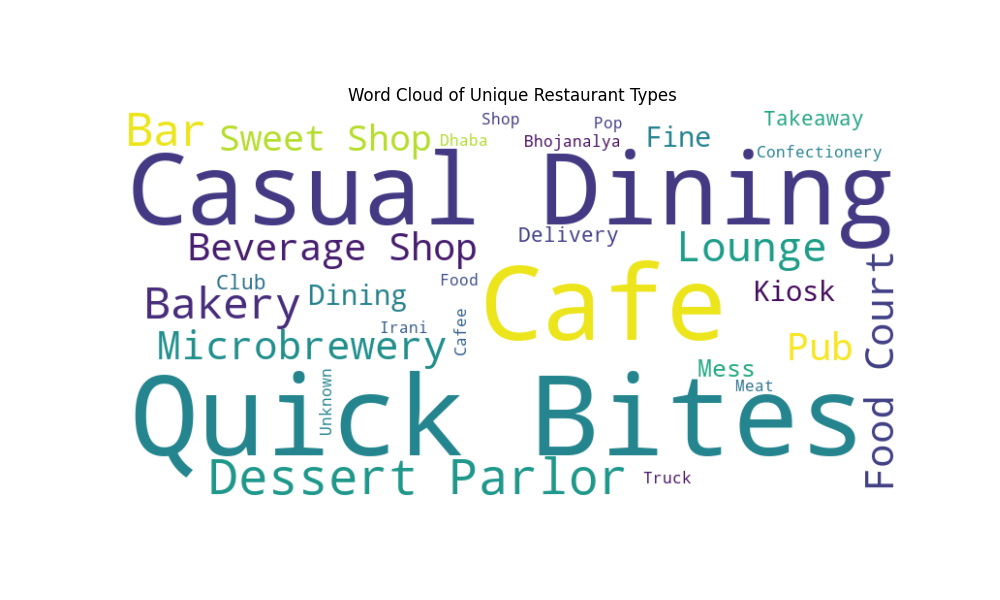 Word Cloud of Unique Restaurant Types
Bar
Sweet Shop
Dhaba
Shop
Bhojanalya
Pop
Fine
Takeaway
Confectionery
Casual Dining
Beverage Shop
Delivery
Lounge
Club
Bakery
Dining
Food
Cafe
Kiosk
Irani
Cafee
Microbrewery
Pub
Food Court
Mess
Meat
Unknown
Quick Bites
Dessert Parlor
Truck